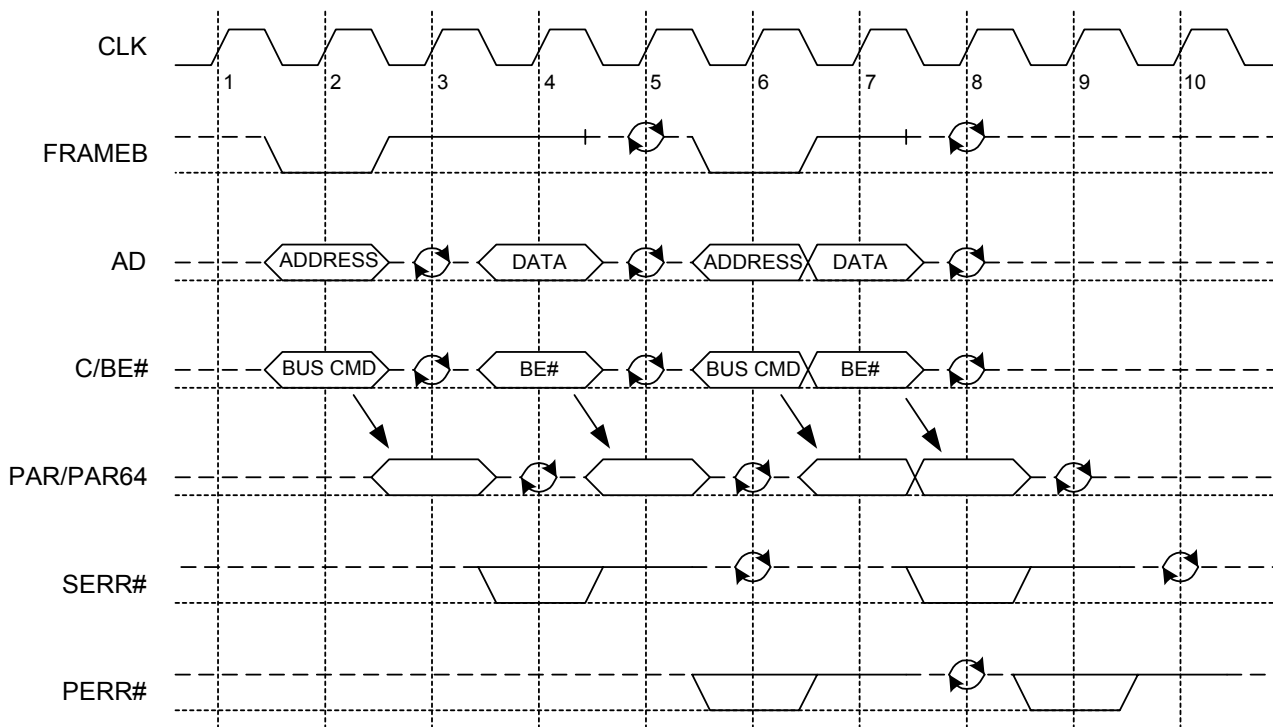 CLK
1 2 3 4 5 6 7 8 9 10
FRAMEB
AD ADDRESS DATA ADDRESS DATA
C/BE# BUS CMD BE# BUS CMD BE#
PAR/PAR64
SERR#
PERR#